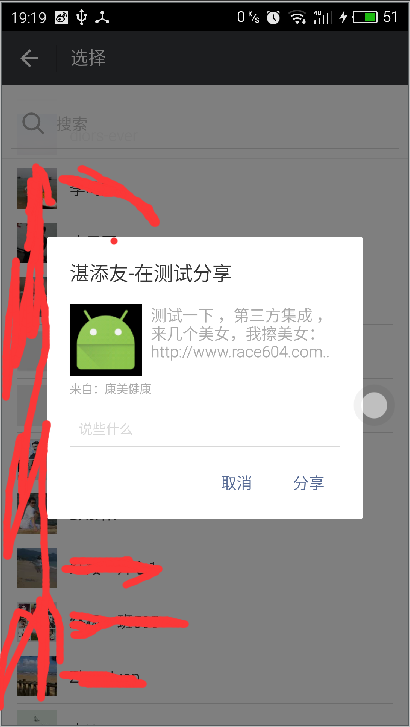 19:19
0 K/s
51
选择
搜索
湛添友-在测试分享
测试一下 ，第三方集成 ，
来几个美女，我擦美女：
http://www.race604.com..
来自：康美健康
说些什么
取消
分享